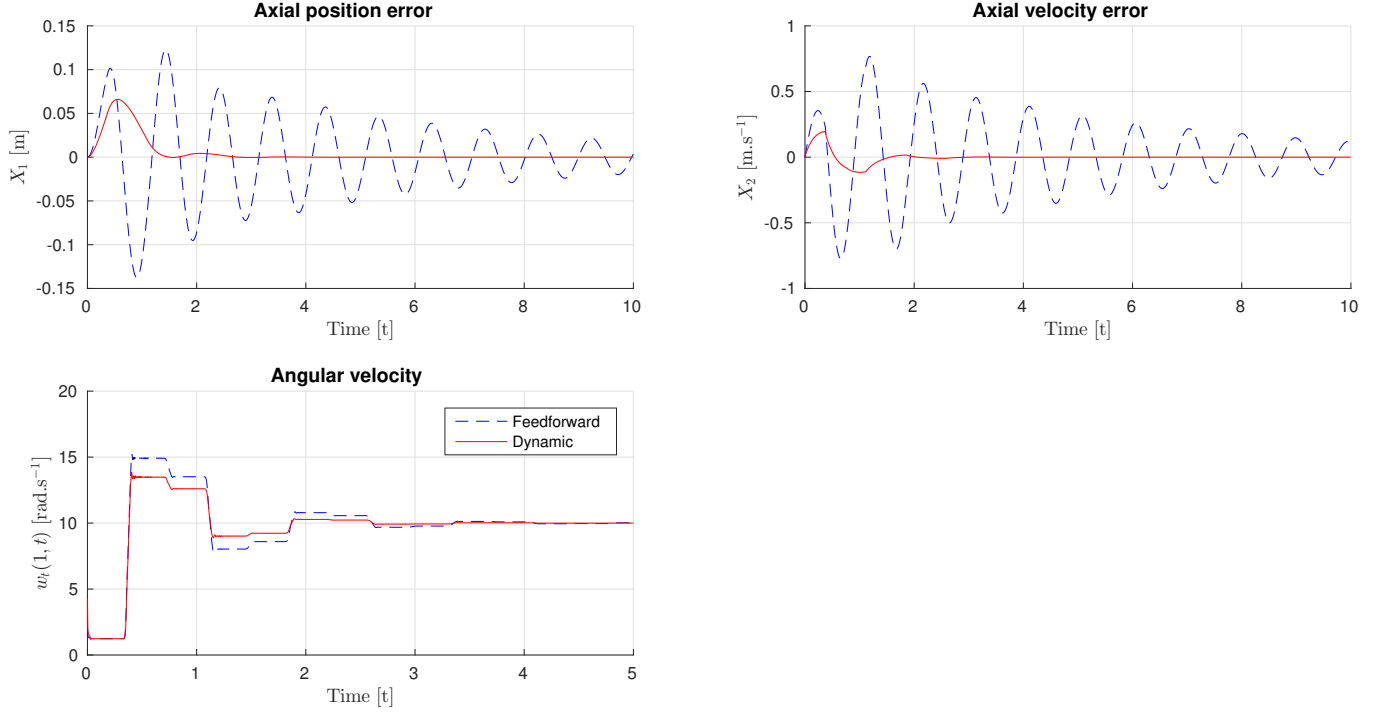 Axial position error
0.15
0.1
0.05
0
-0.05
-0.1
-0.15
X₁ [m]
0 2 4 6 8 10
Time [t]
Axial velocity error
1
0.5
0
-0.5
-1
X₂ [m.s⁻¹]
0 2 4 6 8 10
Time [t]
Angular velocity
20
15
10
5
0
wₜ(1, t) [rad.s⁻¹]
Feedforward
Dynamic
0 1 2 3 4 5
Time [t]